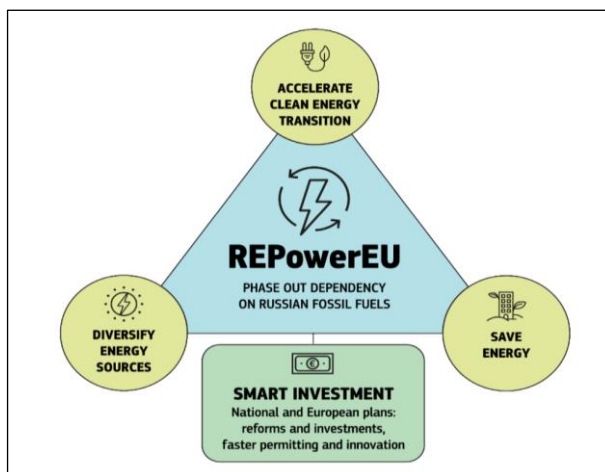 ACCELERATE
CLEAN ENERGY
TRANSITION
REPowerEU
PHASE OUT DEPENDENCY
ON RUSSIAN FOSSIL FUELS
DIVERSIFY
ENERGY
SOURCES
SAVE
ENERGY
€
SMART INVESTMENT
National and European plans:
reforms and investments,
faster permitting and innovation